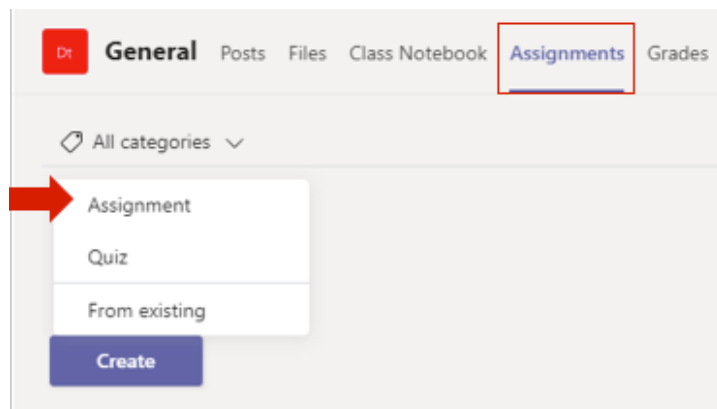 Dt General Posts Files Class Notebook Assignments Grades
All categories
Assignment
Quiz
From existing
Create